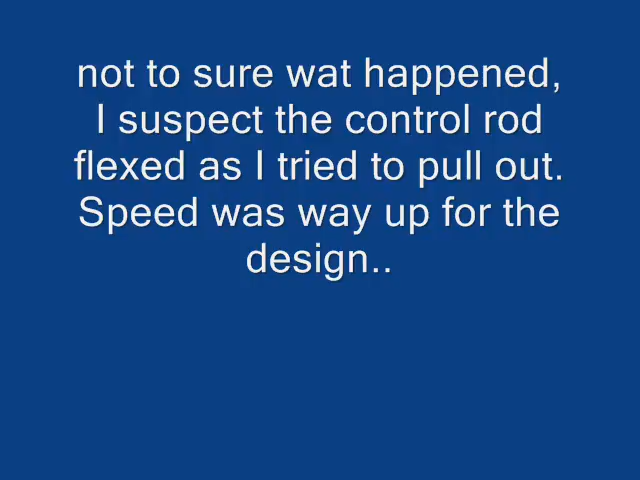 not to sure wat happened,
I suspect the control rod
flexed as I tried to pull out.
Speed was way up for the
design..